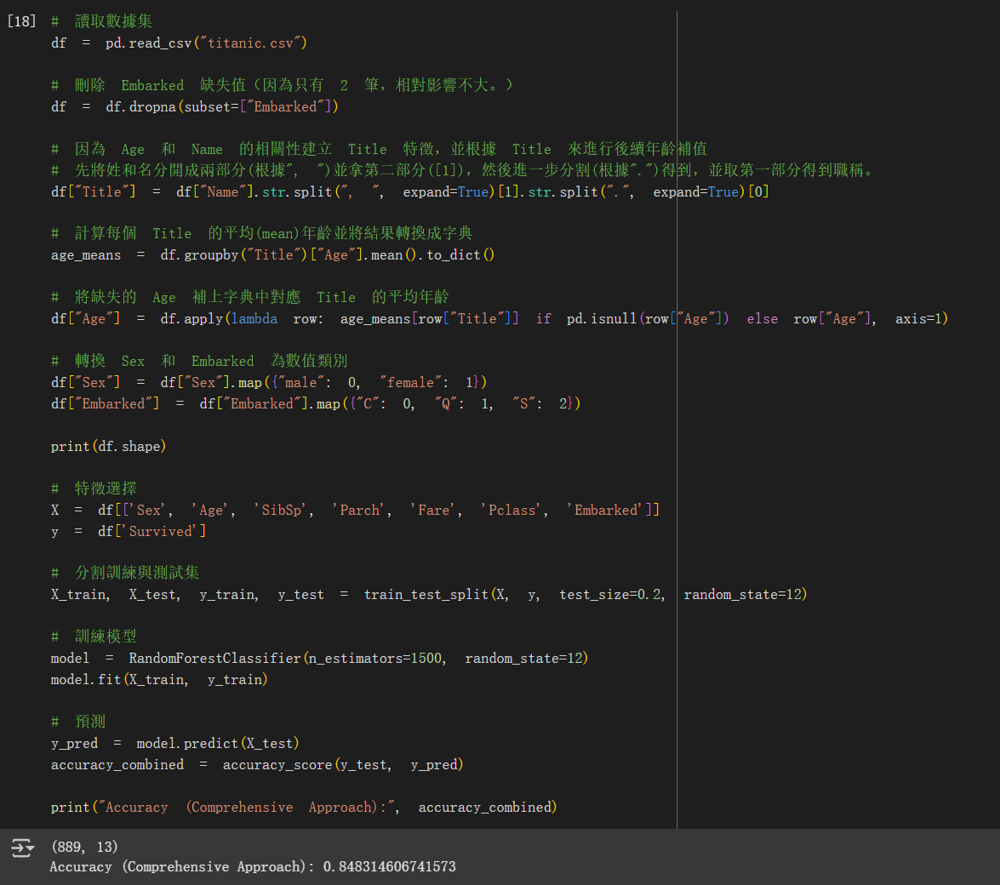 [18] # 讀取數據集
df = pd.read_csv("titanic.csv")
# 刪除 Embarked 缺失值（因為只有 2 筆，相對影響不大。）
df = df.dropna(subset=["Embarked"])
# 因為 Age 和 Name 的相關性建立 Title 特徵，並根據 Title 來進行後續年齡補值
# 先將姓和名分開成兩部分(根據", ")並拿第二部分([1])，然後進一步分割(根據".")得到，並取第一部分得到職稱。
df["Title"] = df["Name"].str.split(", ", expand=True)[1].str.split(".", expand=True)[0]
# 計算每個 Title 的平均(mean)年齡並將結果轉換成字典
age_means = df.groupby("Title")["Age"].mean().to_dict()
# 將缺失的 Age 補上字典中對應 Title 的平均年齡
df["Age"] = df.apply(lambda row: age_means[row["Title"]] if pd.isnull(row["Age"]) else row["Age"], axis=1)
# 轉換 Sex 和 Embarked 為數值類別
df["Sex"] = df["Sex"].map({"male": 0, "female": 1})
df["Embarked"] = df["Embarked"].map({"C": 0, "Q": 1, "S": 2})
print(df.shape)
# 特徵選擇
X = df[['Sex', 'Age', 'SibSp', 'Parch', 'Fare', 'Pclass', 'Embarked']]
y = df['Survived']
# 分割訓練與測試集
X_train, X_test, y_train, y_test = train_test_split(X, y, test_size=0.2, random_state=12)
# 訓練模型
model = RandomForestClassifier(n_estimators=1500, random_state=12)
model.fit(X_train, y_train)
# 預測
y_pred = model.predict(X_test)
accuracy_combined = accuracy_score(y_test, y_pred)
print("Accuracy (Comprehensive Approach):", accuracy_combined)
(889, 13)
Accuracy (Comprehensive Approach): 0.848314606741573